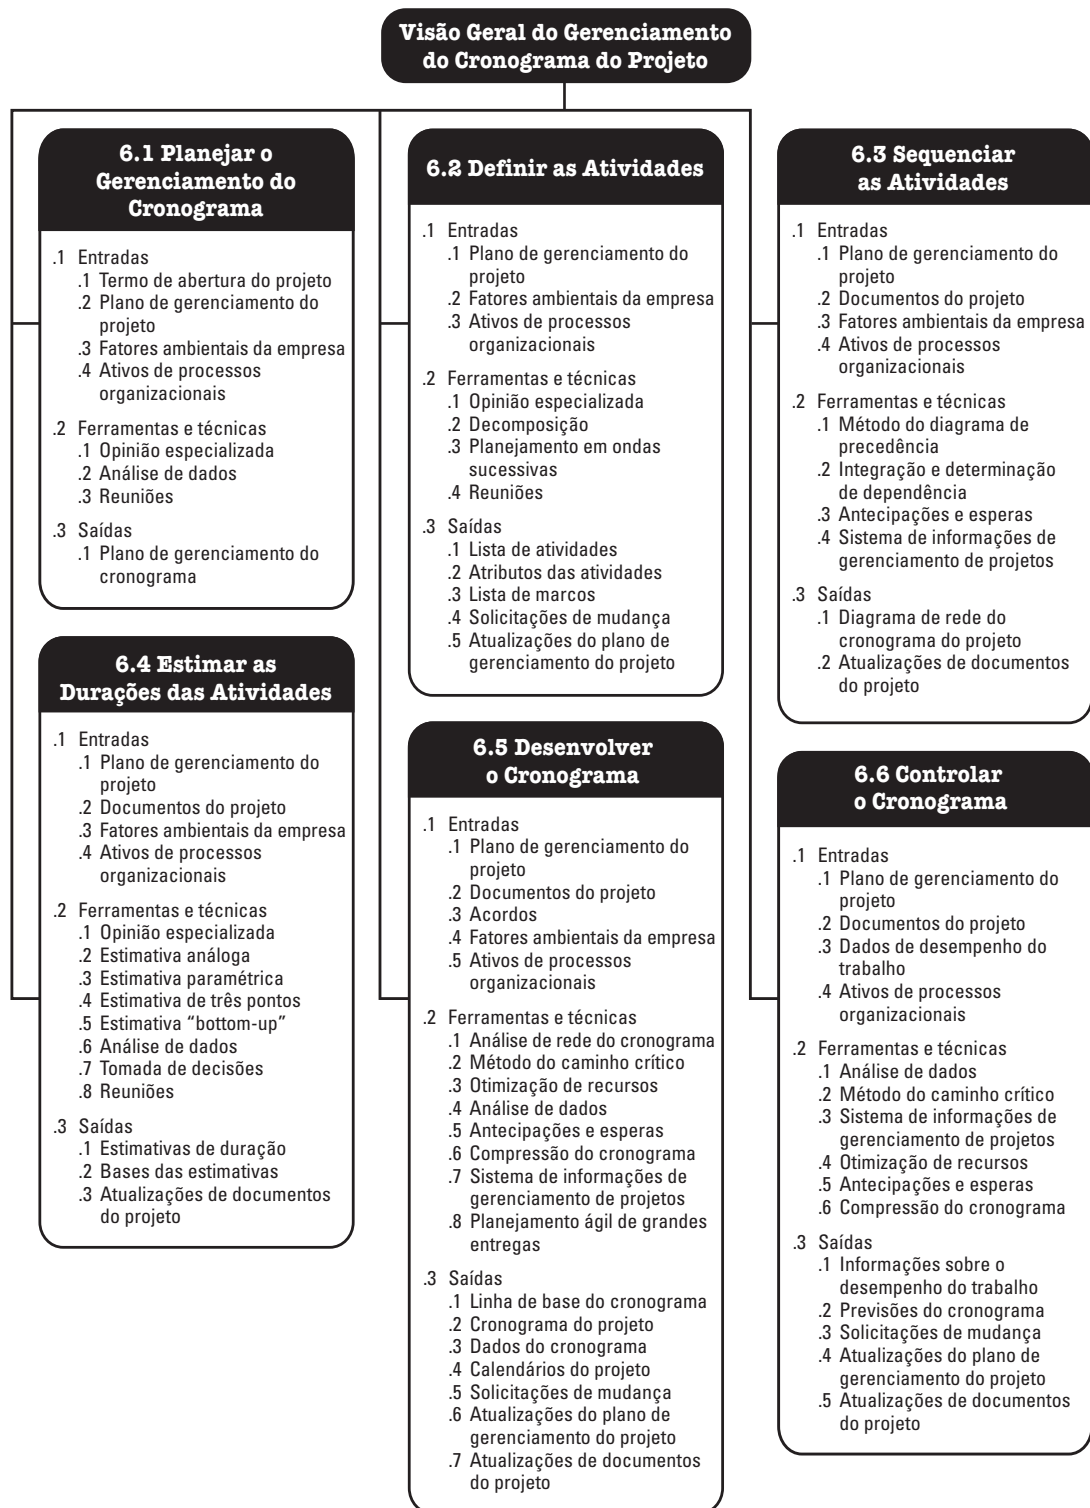 Visão Geral do Gerenciamento
do Cronograma do Projeto
6.1 Planejar o
Gerenciamento do
Cronograma
.1 Entradas
.1 Termo de abertura do projeto
.2 Plano de gerenciamento do
projeto
.3 Fatores ambientais da empresa
.4 Ativos de processos
organizacionais
.2 Ferramentas e técnicas
.1 Opinião especializada
.2 Análise de dados
.3 Reuniões
.3 Saídas
.1 Plano de gerenciamento do
cronograma
6.2 Definir as Atividades
.1 Entradas
.1 Plano de gerenciamento do
projeto
.2 Fatores ambientais da empresa
.3 Ativos de processos
organizacionais
.2 Ferramentas e técnicas
.1 Opinião especializada
.2 Decomposição
.3 Planejamento em ondas
sucessivas
.4 Reuniões
.3 Saídas
.1 Lista de atividades
.2 Atributos das atividades
.3 Lista de marcos
.4 Solicitações de mudança
.5 Atualizações do plano de
gerenciamento do projeto
6.3 Sequenciar
as Atividades
.1 Entradas
.1 Plano de gerenciamento do
projeto
.2 Documentos do projeto
.3 Fatores ambientais da empresa
.4 Ativos de processos
organizacionais
.2 Ferramentas e técnicas
.1 Método do diagrama de
precedência
.2 Integração e determinação
de dependência
.3 Antecipações e esperas
.4 Sistema de informações de
gerenciamento de projetos
.3 Saídas
.1 Diagrama de rede do
cronograma do projeto
.2 Atualizações de documentos
do projeto
6.4 Estimar as
Durações das Atividades
.1 Entradas
.1 Plano de gerenciamento do
projeto
.2 Documentos do projeto
.3 Fatores ambientais da empresa
.4 Ativos de processos
organizacionais
.2 Ferramentas e técnicas
.1 Opinião especializada
.2 Estimativa análoga
.3 Estimativa paramétrica
.4 Estimativa de três pontos
.5 Estimativa “bottom-up”
.6 Análise de dados
.7 Tomada de decisões
.8 Reuniões
.3 Saídas
.1 Estimativas de duração
.2 Bases das estimativas
.3 Atualizações de documentos
do projeto
6.5 Desenvolver
o Cronograma
.1 Entradas
.1 Plano de gerenciamento do
projeto
.2 Documentos do projeto
.3 Acordos
.4 Fatores ambientais da empresa
.5 Ativos de processos
organizacionais
.2 Ferramentas e técnicas
.1 Análise de rede do cronograma
.2 Método do caminho crítico
.3 Otimização de recursos
.4 Análise de dados
.5 Antecipações e esperas
.6 Compressão do cronograma
.7 Sistema de informações de
gerenciamento de projetos
.8 Planejamento ágil de grandes
entregas
.3 Saídas
.1 Linha de base do cronograma
.2 Cronograma do projeto
.3 Dados do cronograma
.4 Calendários do projeto
.5 Solicitações de mudança
.6 Atualizações do plano de
gerenciamento do projeto
.7 Atualizações de documentos
do projeto
6.6 Controlar
o Cronograma
.1 Entradas
.1 Plano de gerenciamento do
projeto
.2 Documentos do projeto
.3 Dados de desempenho do
trabalho
.4 Ativos de processos
organizacionais
.2 Ferramentas e técnicas
.1 Análise de dados
.2 Método do caminho crítico
.3 Sistema de informações de
gerenciamento de projetos
.4 Otimização de recursos
.5 Antecipações e esperas
.6 Compressão do cronograma
.3 Saídas
.1 Informações sobre o
desempenho do trabalho
.2 Previsões do cronograma
.3 Solicitações de mudança
.4 Atualizações do plano de
gerenciamento do projeto
.5 Atualizações de documentos
do projeto